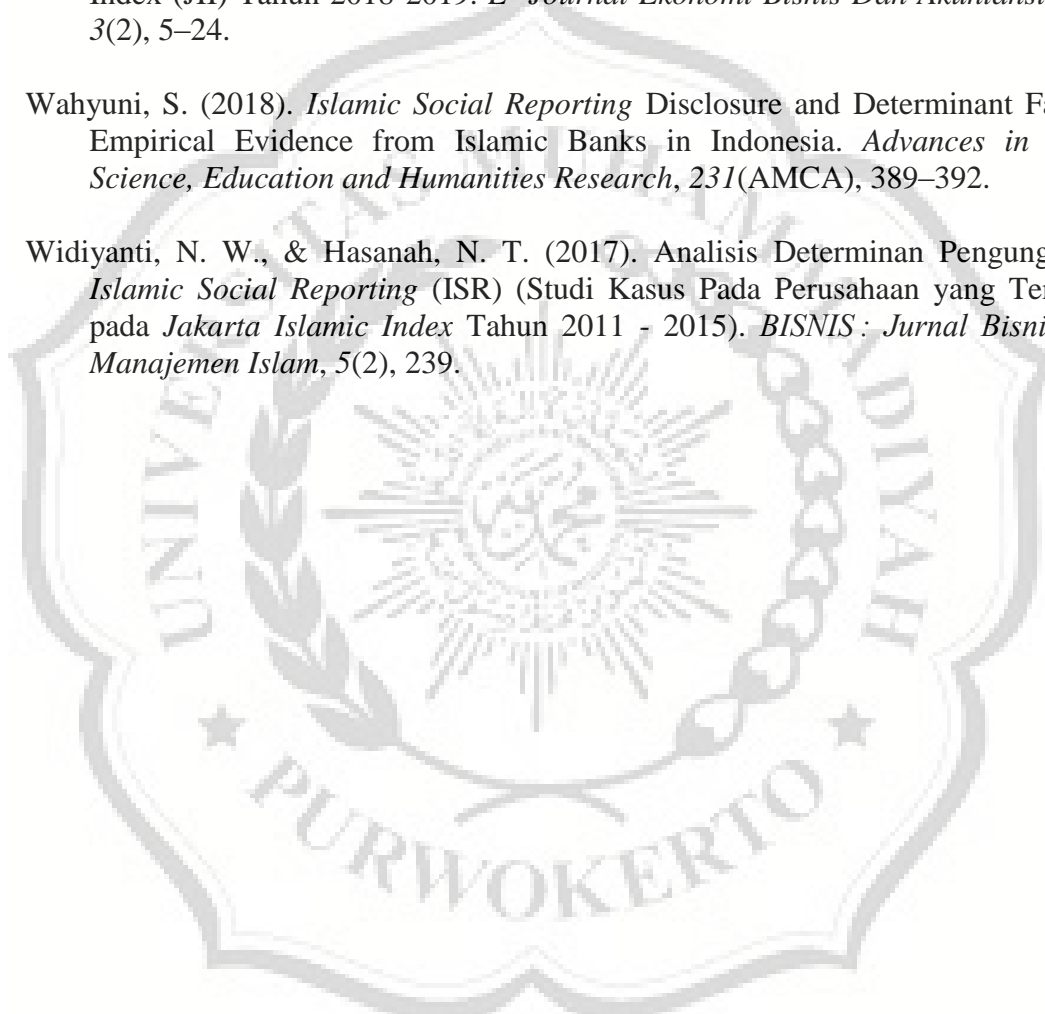 Index (JII) Tahun 2018-2019. E-Journal Ekonomi Bisnis Dan Akuntansi
3(2), 5–24.
Wahyuni, S. (2018). Islamic Social Reporting Disclosure and Determinant Fa
Empirical Evidence from Islamic Banks in Indonesia. Advances in
Science, Education and Humanities Research, 231(AMCA), 389–392.
Widiyanti, N. W., & Hasanah, N. T. (2017). Analisis Determinan Pengung
Islamic Social Reporting (ISR) (Studi Kasus Pada Perusahaan yang Ter
pada Jakarta Islamic Index Tahun 2011 - 2015). BISNIS : Jurnal Bisni
Manajemen Islam, 5(2), 239.
UNIVERSITAS MUHAMMADIYAH
PURWOKERTO